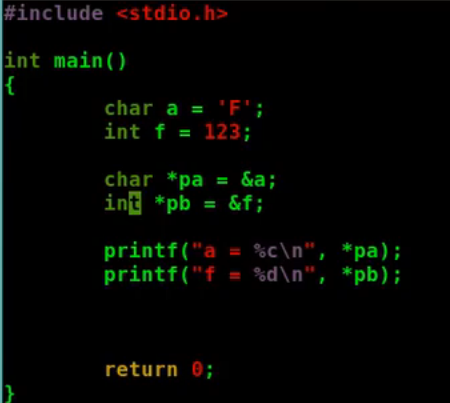 #include <stdio.h>
int main()
{
char a = 'F';
int f = 123;
char *pa = &a;
int *pb = &f;
printf("a = %c\n", *pa);
printf("f = %d\n", *pb);
return 0;
}